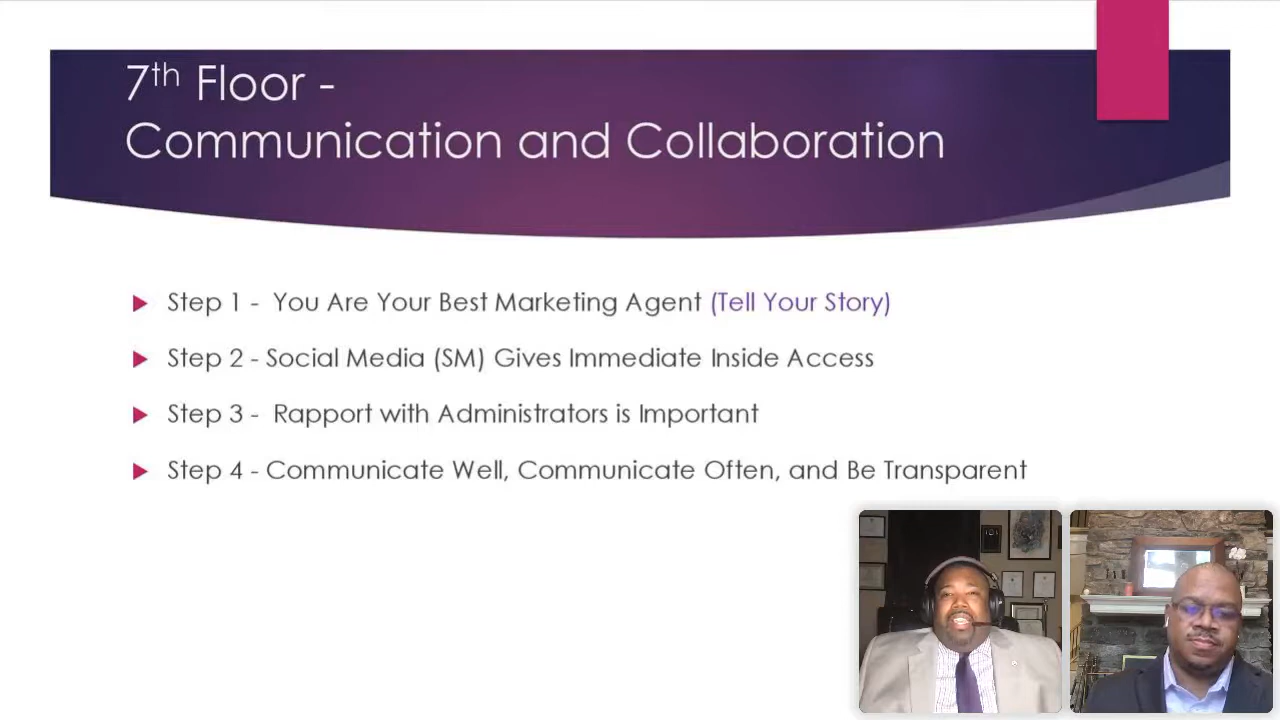 7th Floor -
Communication and Collaboration
Step 1 - You Are Your Best Marketing Agent (Tell Your Story)
Step 2 - Social Media (SM) Gives Immediate Inside Access
Step 3 - Rapport with Administrators is Important
Step 4 - Communicate Well, Communicate Often, and Be Transparent